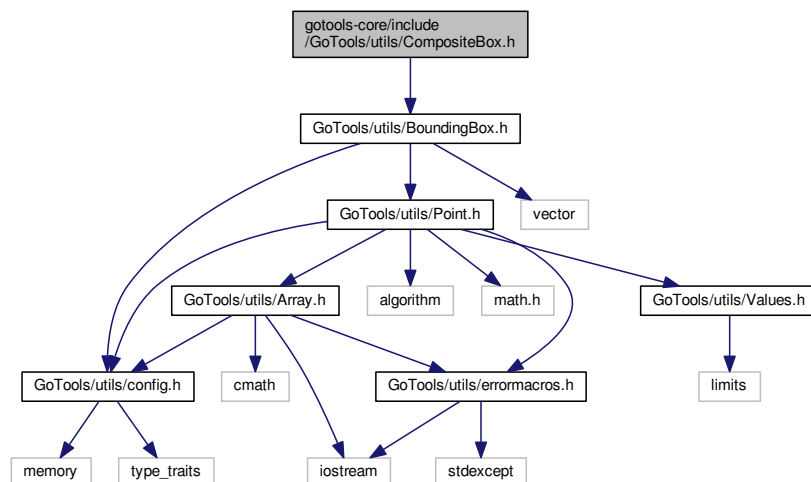 gotools-core/include
/GoTools/utils/CompositeBox.h
GoTools/utils/BoundingBox.h
GoTools/utils/Point.h
vector
GoTools/utils/Array.h
algorithm
math.h
GoTools/utils/Values.h
GoTools/utils/config.h
cmath
GoTools/utils/errormacros.h
limits
memory
type_traits
iostream
stdexcept